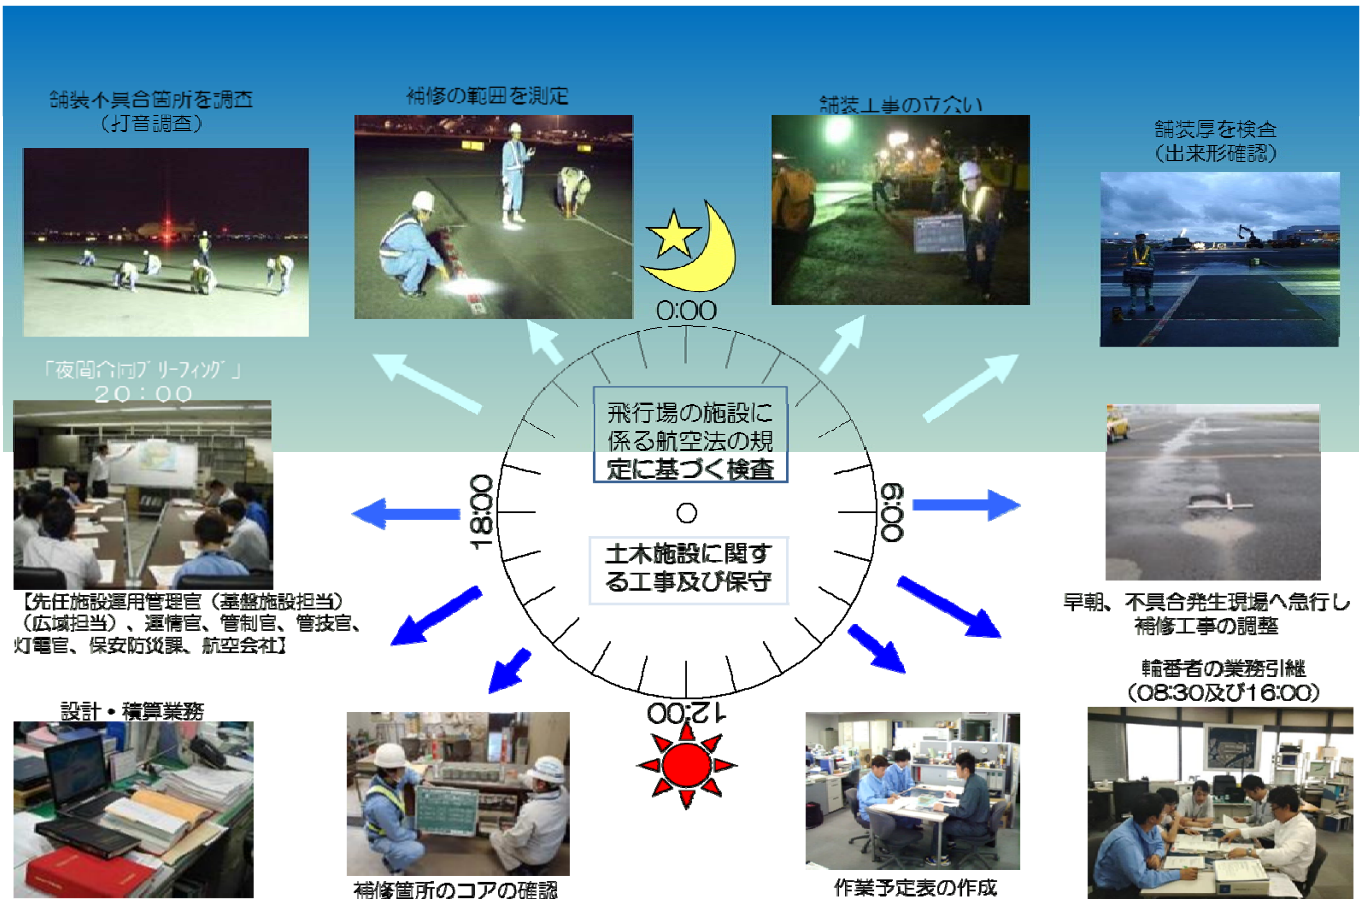 舗装不具合箇所を調査
（打音調査）
補修の範囲を測定
舗装工事の立会い
舗装厚を検査
（出来形確認）
0:00
「夜間合同ﾌﾞﾘｰﾌｨﾝｸﾞ」
２０：００
飛行場の施設に
係る航空法の規
定に基づく検査
18:00
6:00
土木施設に関す
る工事及び保守
【先任施設運用管理官（基盤施設担当）
（広域担当）、運情官、管制官、管技官、
灯電官、保安防災課、航空会社】
早朝、不具合発生現場へ急行し
補修工事の調整
輪番者の業務引継
（08:30及び16:00）
設計・積算業務
12:00
補修箇所のコアの確認
作業予定表の作成